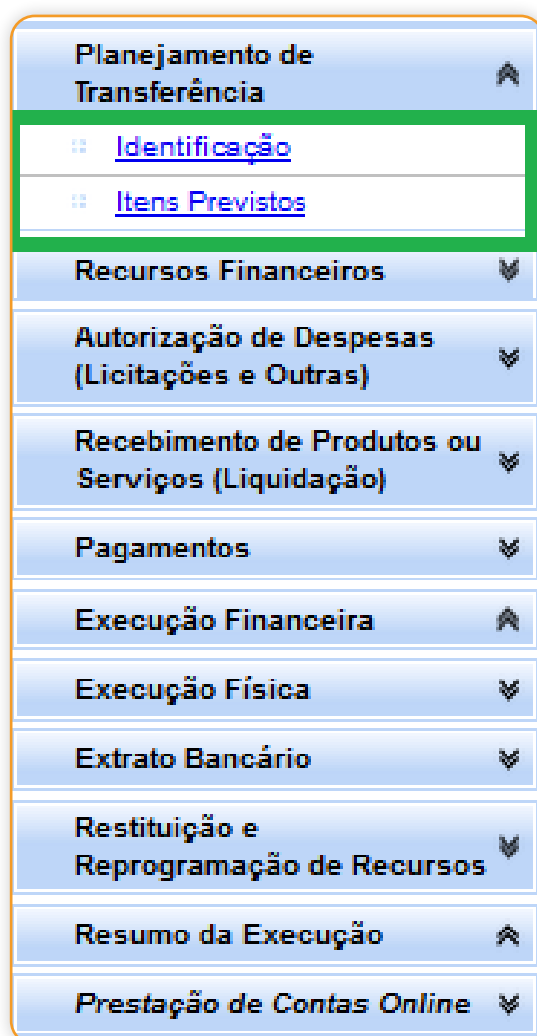 Planejamento de
Transferência
Identificação
Itens Previstos
Recursos Financeiros
Autorização de Despesas
(Licitações e Outras)
Recebimento de Produtos ou
Serviços (Liquidação)
Pagamentos
Execução Financeira
Execução Física
Extrato Bancário
Restituição e
Reprogramação de Recursos
Resumo da Execução
Prestação de Contas Online